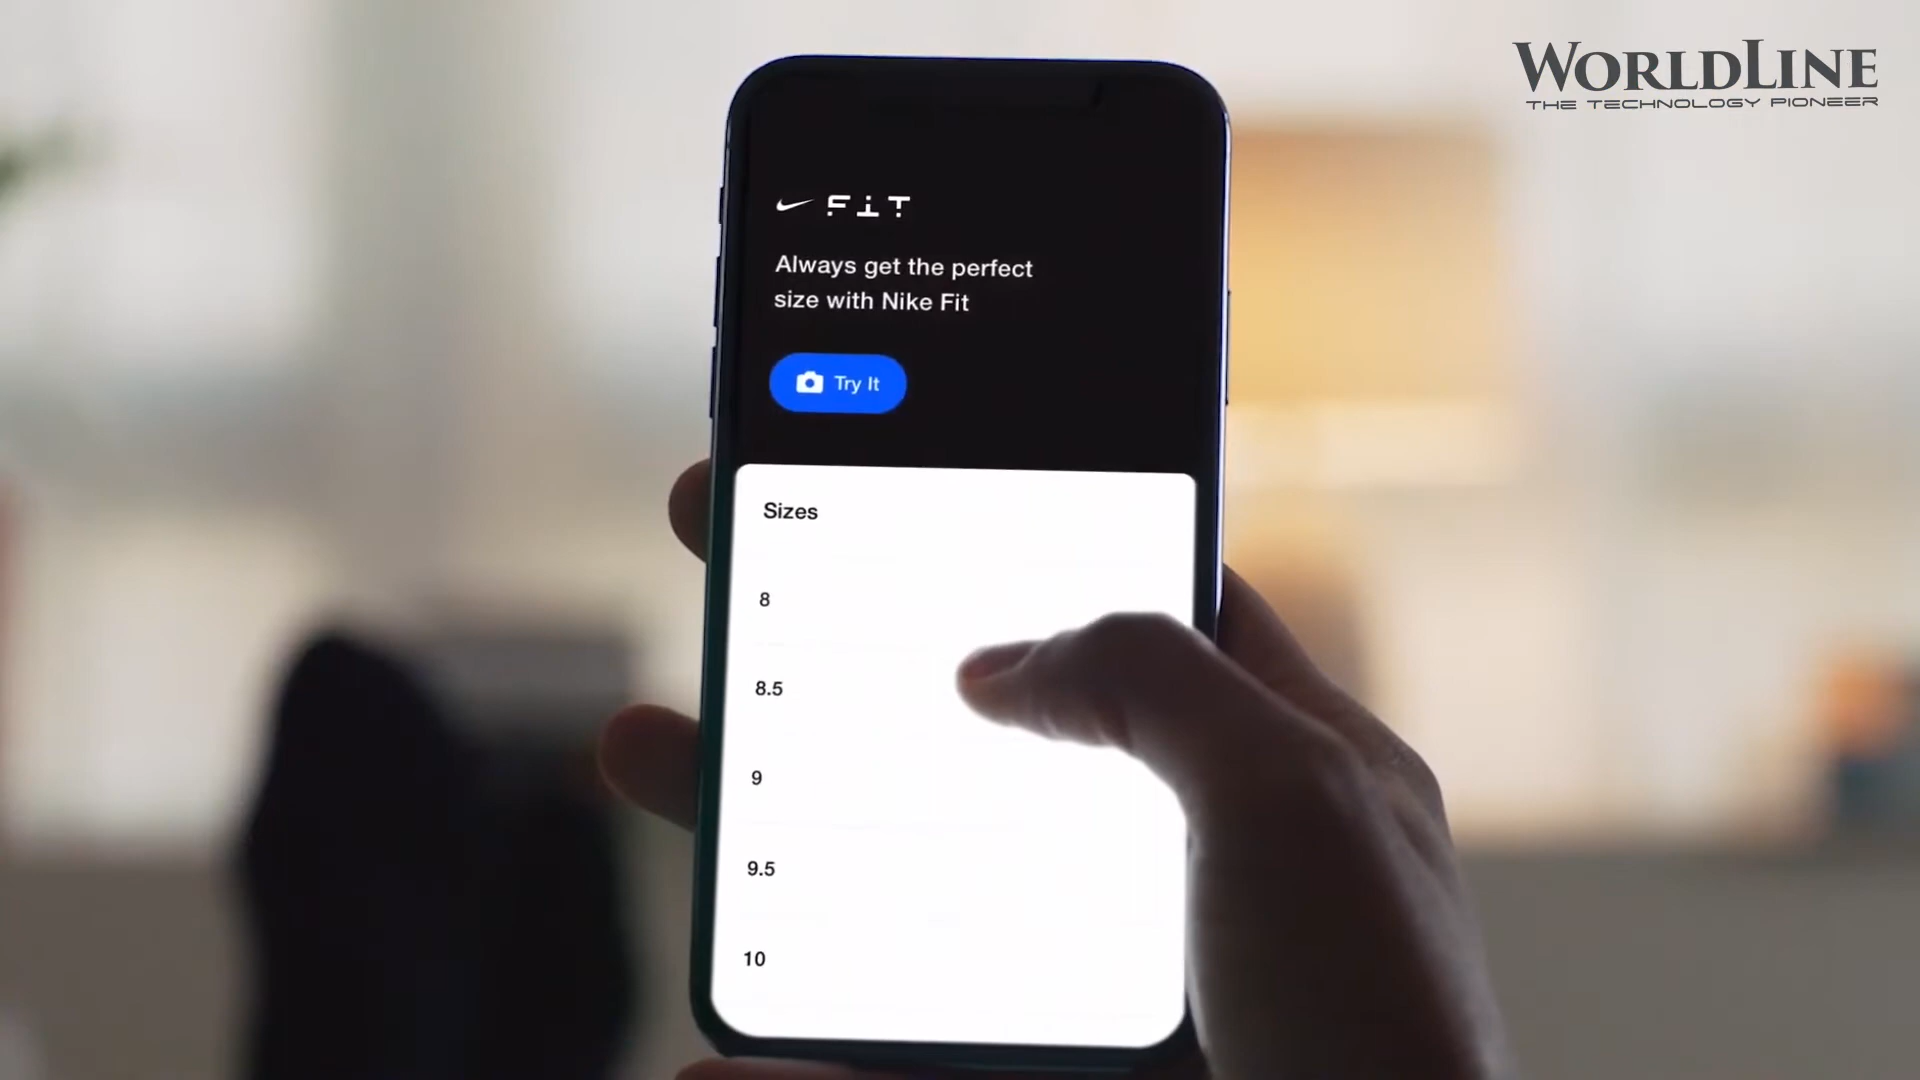 WORLDLINE
THE TECHNOLOGY PIONEER
FIT
Always get the perfect
size with Nike Fit
Try It
Sizes
8
8.5
9
9.5
10